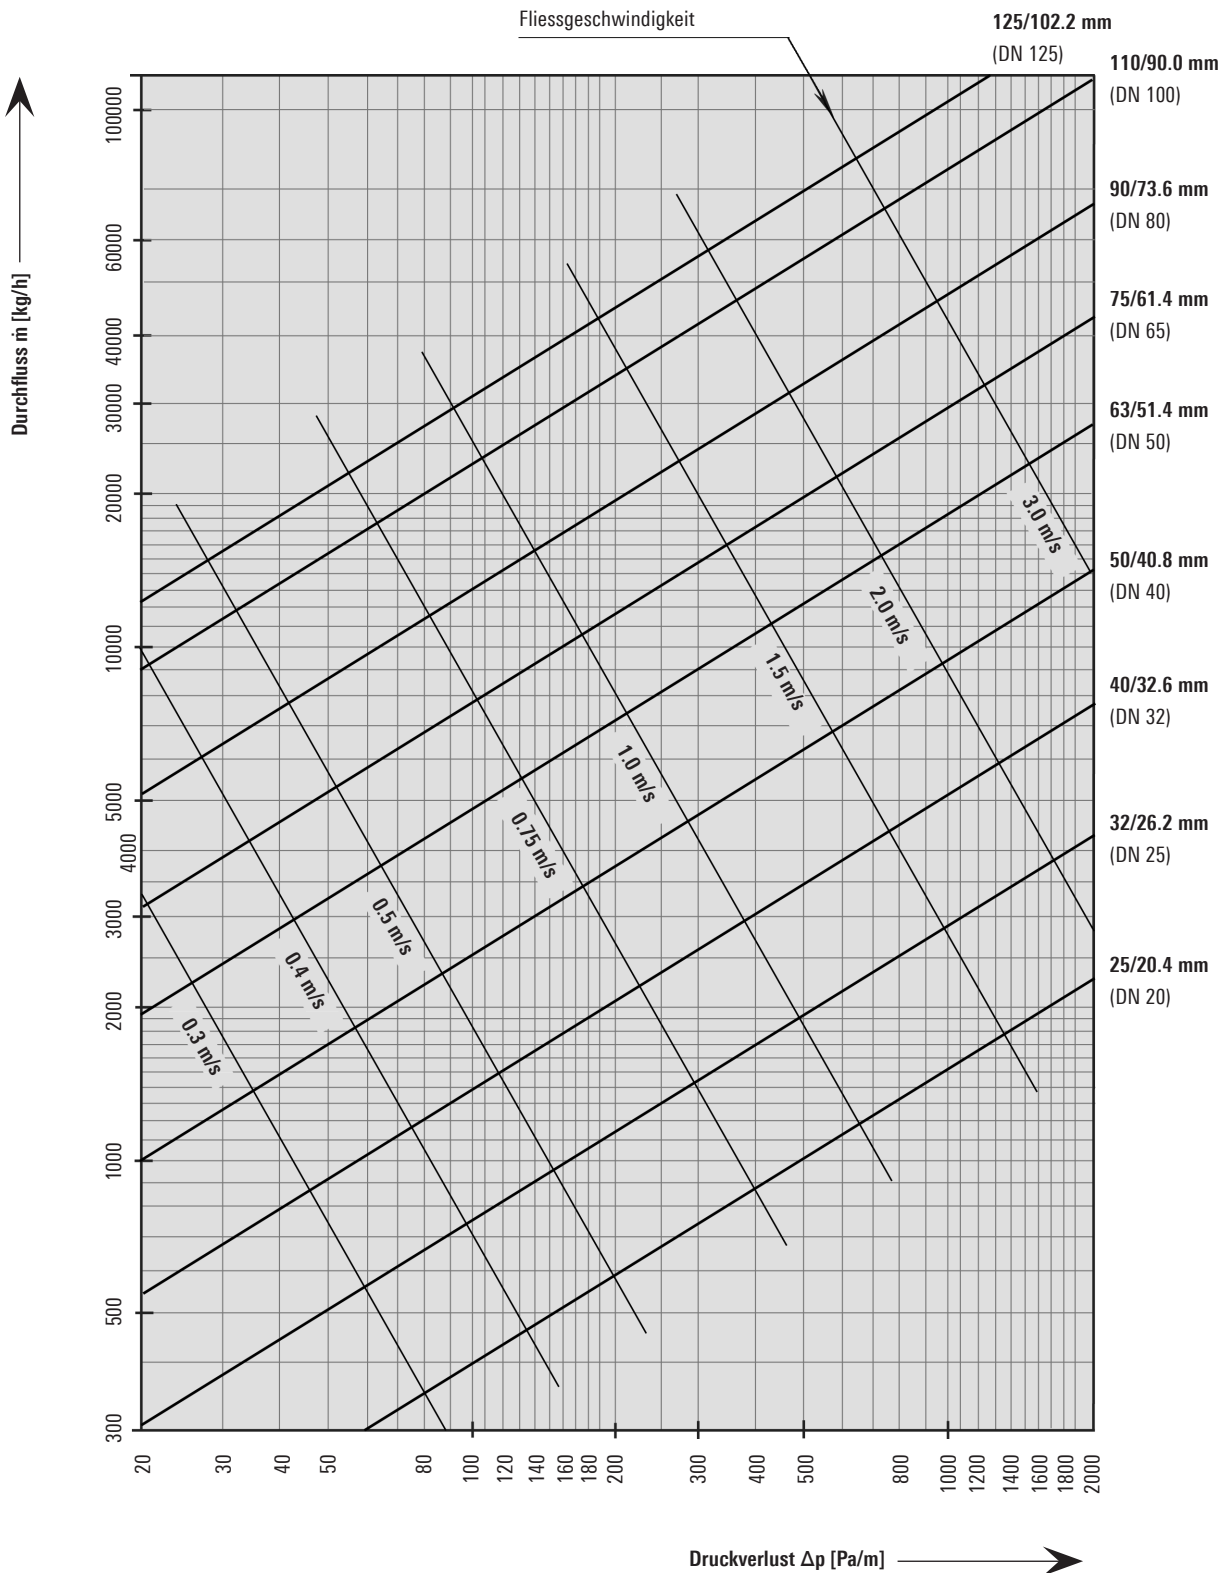 Fliessgeschwindigkeit
125/102.2 mm
(DN 125)
110/90.0 mm
(DN 100)
90/73.6 mm
(DN 80)
75/61.4 mm
(DN 65)
63/51.4 mm
(DN 50)
50/40.8 mm
(DN 40)
40/32.6 mm
(DN 32)
32/26.2 mm
(DN 25)
25/20.4 mm
(DN 20)
Durchfluss ṁ [kg/h]
100000
60000
40000
30000
20000
10000
5000
4000
3000
2000
1000
500
300
3.0 m/s
2.0 m/s
1.5 m/s
1.0 m/s
0.75 m/s
0.5 m/s
0.4 m/s
0.3 m/s
20 30 40 50 80 100 120 140 160 180 200 300 500 800 1000 1200 1400 1600 1800 2000
Druckverlust Δp [Pa/m]